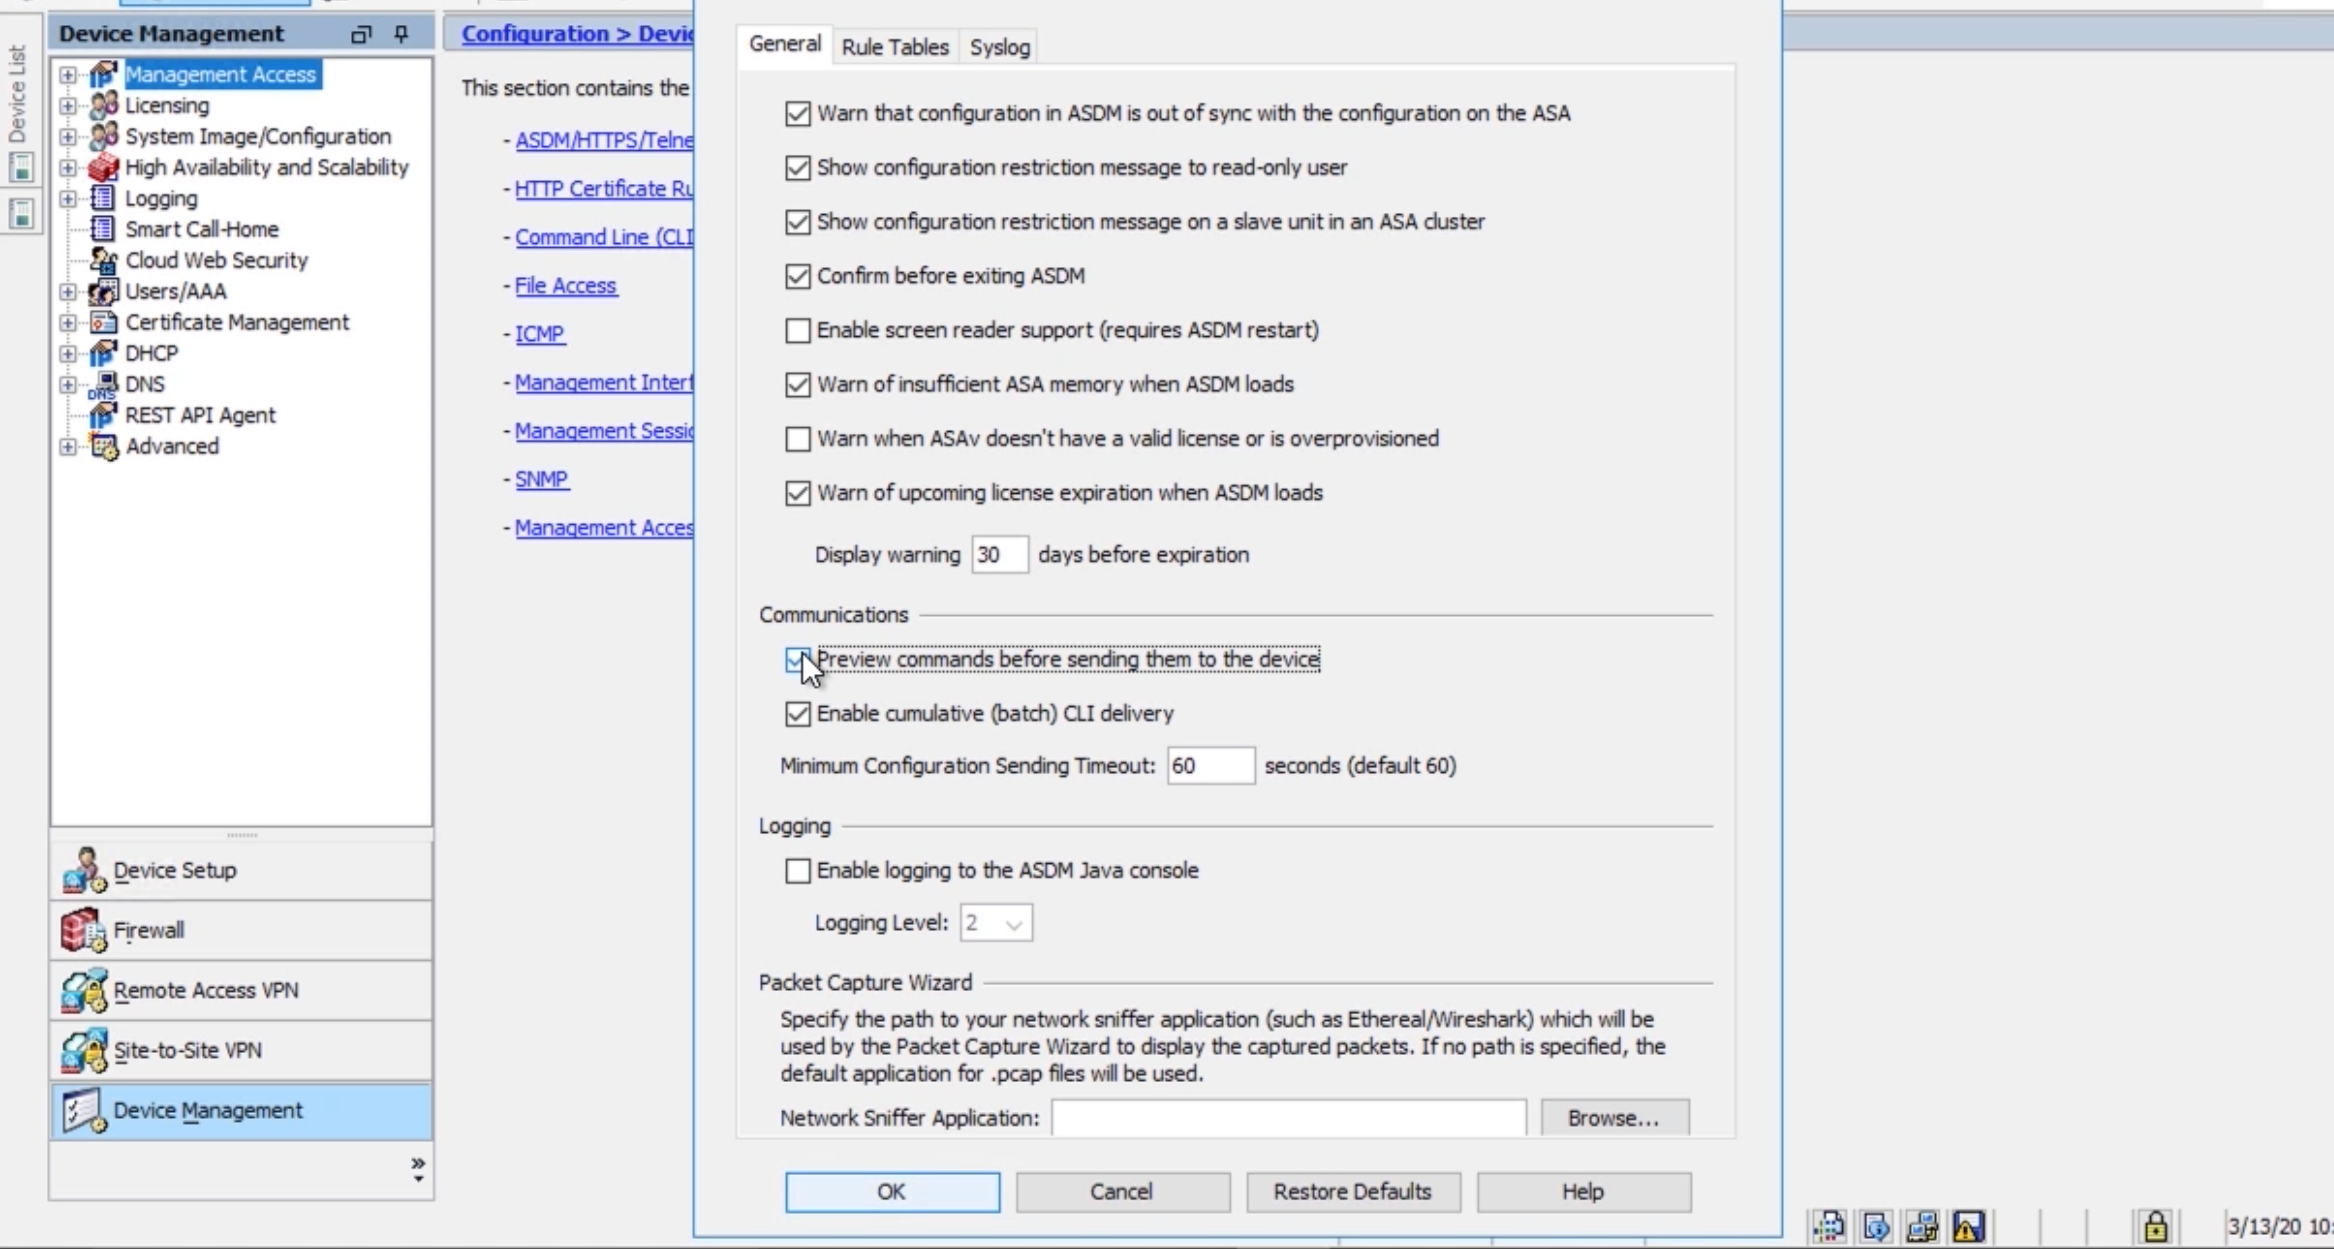 Device List
Device Management
Management Access
Licensing
System Image/Configuration
High Availability and Scalability
Logging
Smart Call-Home
Cloud Web Security
Users/AAA
Certificate Management
DHCP
DNS
DNS
REST API Agent
Advanced
Device Setup
Firewall
Remote Access VPN
Site-to-Site VPN
Device Management
Configuration >
This section contains the
- ASDM/HTTPS/
- HTTP Certificate
- Command Line (CLI
- File Access
- ICMP
- Management
- Management
- SNMP
- Management
General Rule Tables Syslog
Warn that configuration in ASDM is out of sync with the configuration on the ASA
Show configuration restriction message to read-only user
Show configuration restriction message on a slave unit in an ASA cluster
Confirm before exiting ASDM
Enable screen reader support (requires ASDM restart)
Warn of insufficient ASA memory when ASDM loads
Warn when ASAv doesn't have a valid license or is overprovisioned
Warn of upcoming license expiration when ASDM loads
Display warning 30 days before expiration
Communications
Preview commands before sending them to the device
Enable cumulative (batch) CLI delivery
Minimum Configuration Sending Timeout: 60 seconds (default 60)
Logging
Enable logging to the ASDM Java console
Logging Level: 2
Packet Capture Wizard
Specify the path to your network sniffer application (such as Ethereal/Wireshark) which will be
used by the Packet Capture Wizard to display the captured packets. If no path is specified, the
default application for .pcap files will be used.
Network Sniffer Application: Browse...
OK Cancel Restore Defaults Help
3/13/20 10: